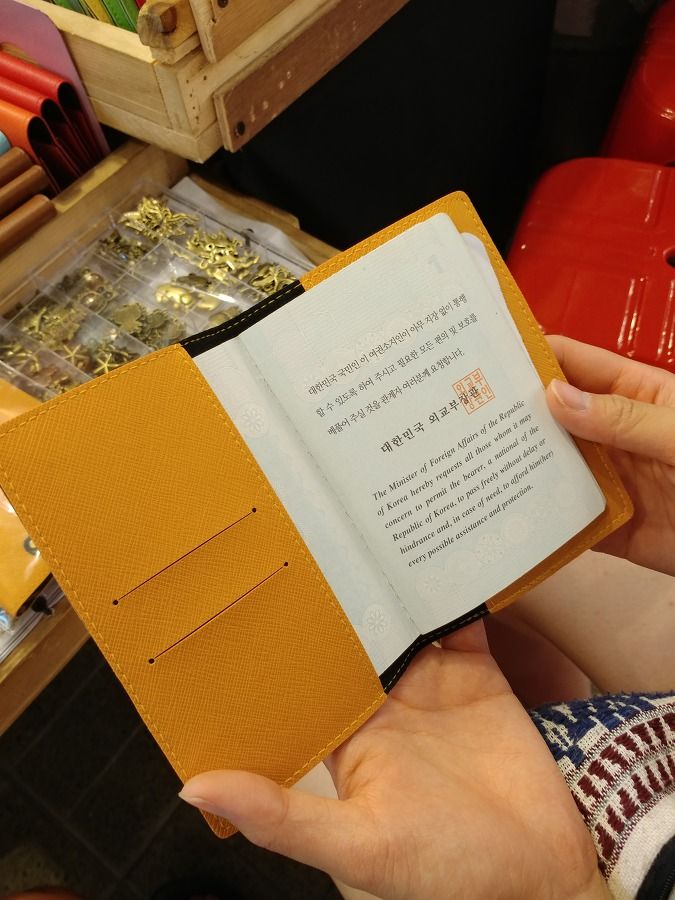 1
대한민국 국민인 이 여권소지인이 아무 지장 없이 통행
할 수 있도록 하여 주시고 필요한 모든 편의 및 보호를
베풀어 주실 것을 관계자 여러분께 요청합니다.
대한민국 외교부장관
The Minister of Foreign Affairs of the Republic
of Korea hereby requests all those whom it may
concern to permit the bearer, a national of the
Republic of Korea, to pass freely without delay or
hindrance and, in case of need, to afford him(her)
every possible assistance and protection.